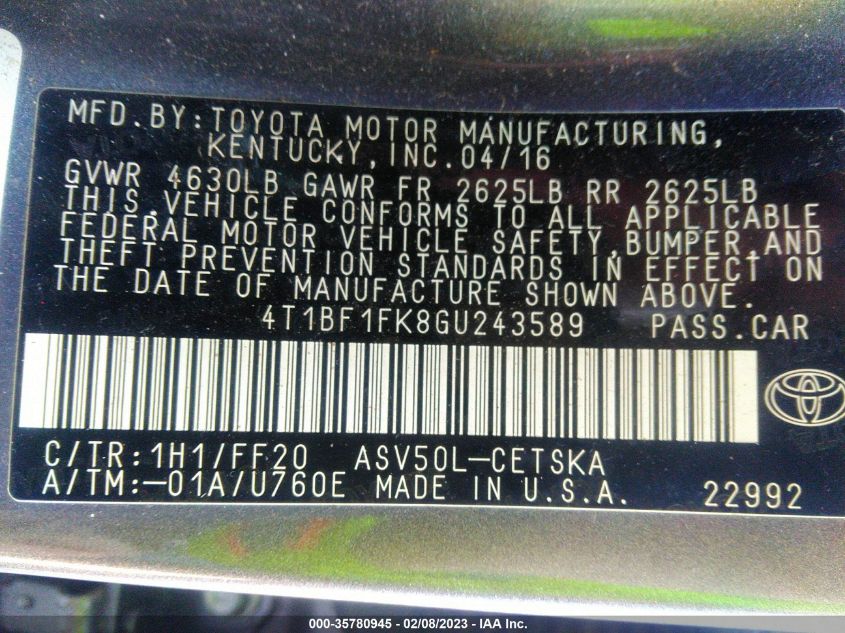 MFD.BY:TOYOTA MOTOR MANUFACTURING,
KENTUCKY,INC.04/16
GVWR 4630LB GAWR FR 2625LB RR 2625LB
THIS VEHICLE CONFORMS TO ALL APPLICABLE
FEDERAL MOTOR VEHICLE SAFETY,BUMPER,AND
THEFT PREVENTION STANDARDS IN EFFECT ON
THE DATE OF MANUFACTURE SHOWN ABOVE.
4T1BF1FK8GU243589 PASS.CAR
C/TR:1H1/FF20 ASV50L-CETSKA
A/TM:-01A/U760E MADE IN U.S.A. 22992
000-35780945 - 02/08/2023 - IAA Inc.